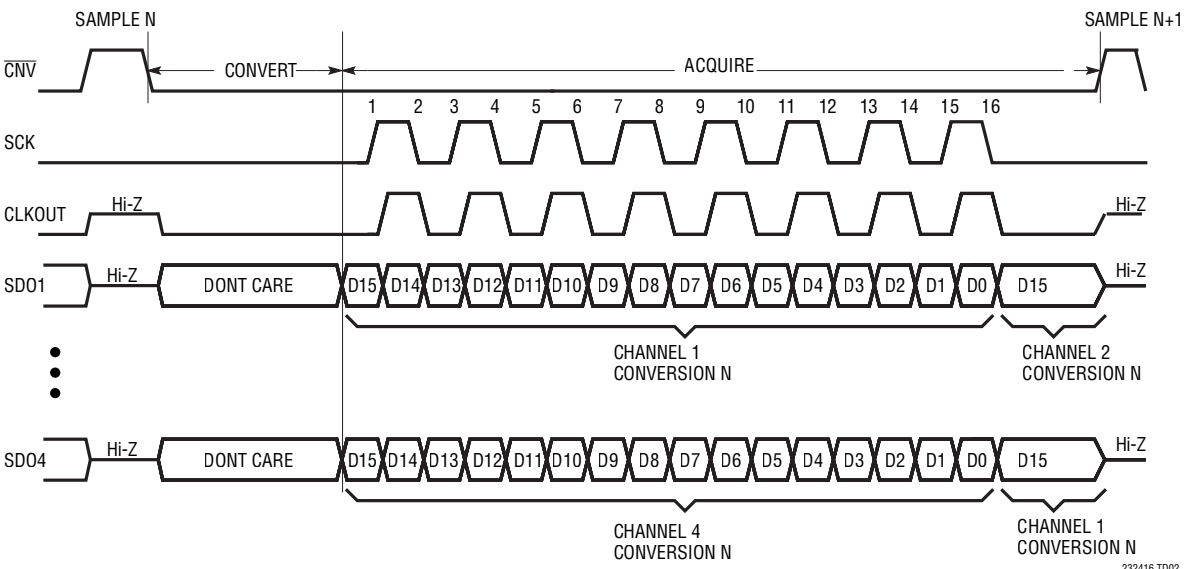 SAMPLE N
SAMPLE N+1
CNV
CONVERT
ACQUIRE
1 2 3 4 5 6 7 8 9 10 11 12 13 14 15 16
SCK
CLKOUT
Hi-Z
Hi-Z
SDO1
Hi-Z
DONT CARE
D15 D14 D13 D12 D11 D10 D9 D8 D7 D6 D5 D4 D3 D2 D1 D0 D15
Hi-Z
CHANNEL 1
CONVERSION N
CHANNEL 2
CONVERSION N
SDO4
Hi-Z
DONT CARE
D15 D14 D13 D12 D11 D10 D9 D8 D7 D6 D5 D4 D3 D2 D1 D0 D15
Hi-Z
CHANNEL 4
CONVERSION N
CHANNEL 1
CONVERSION N
232416 TD02